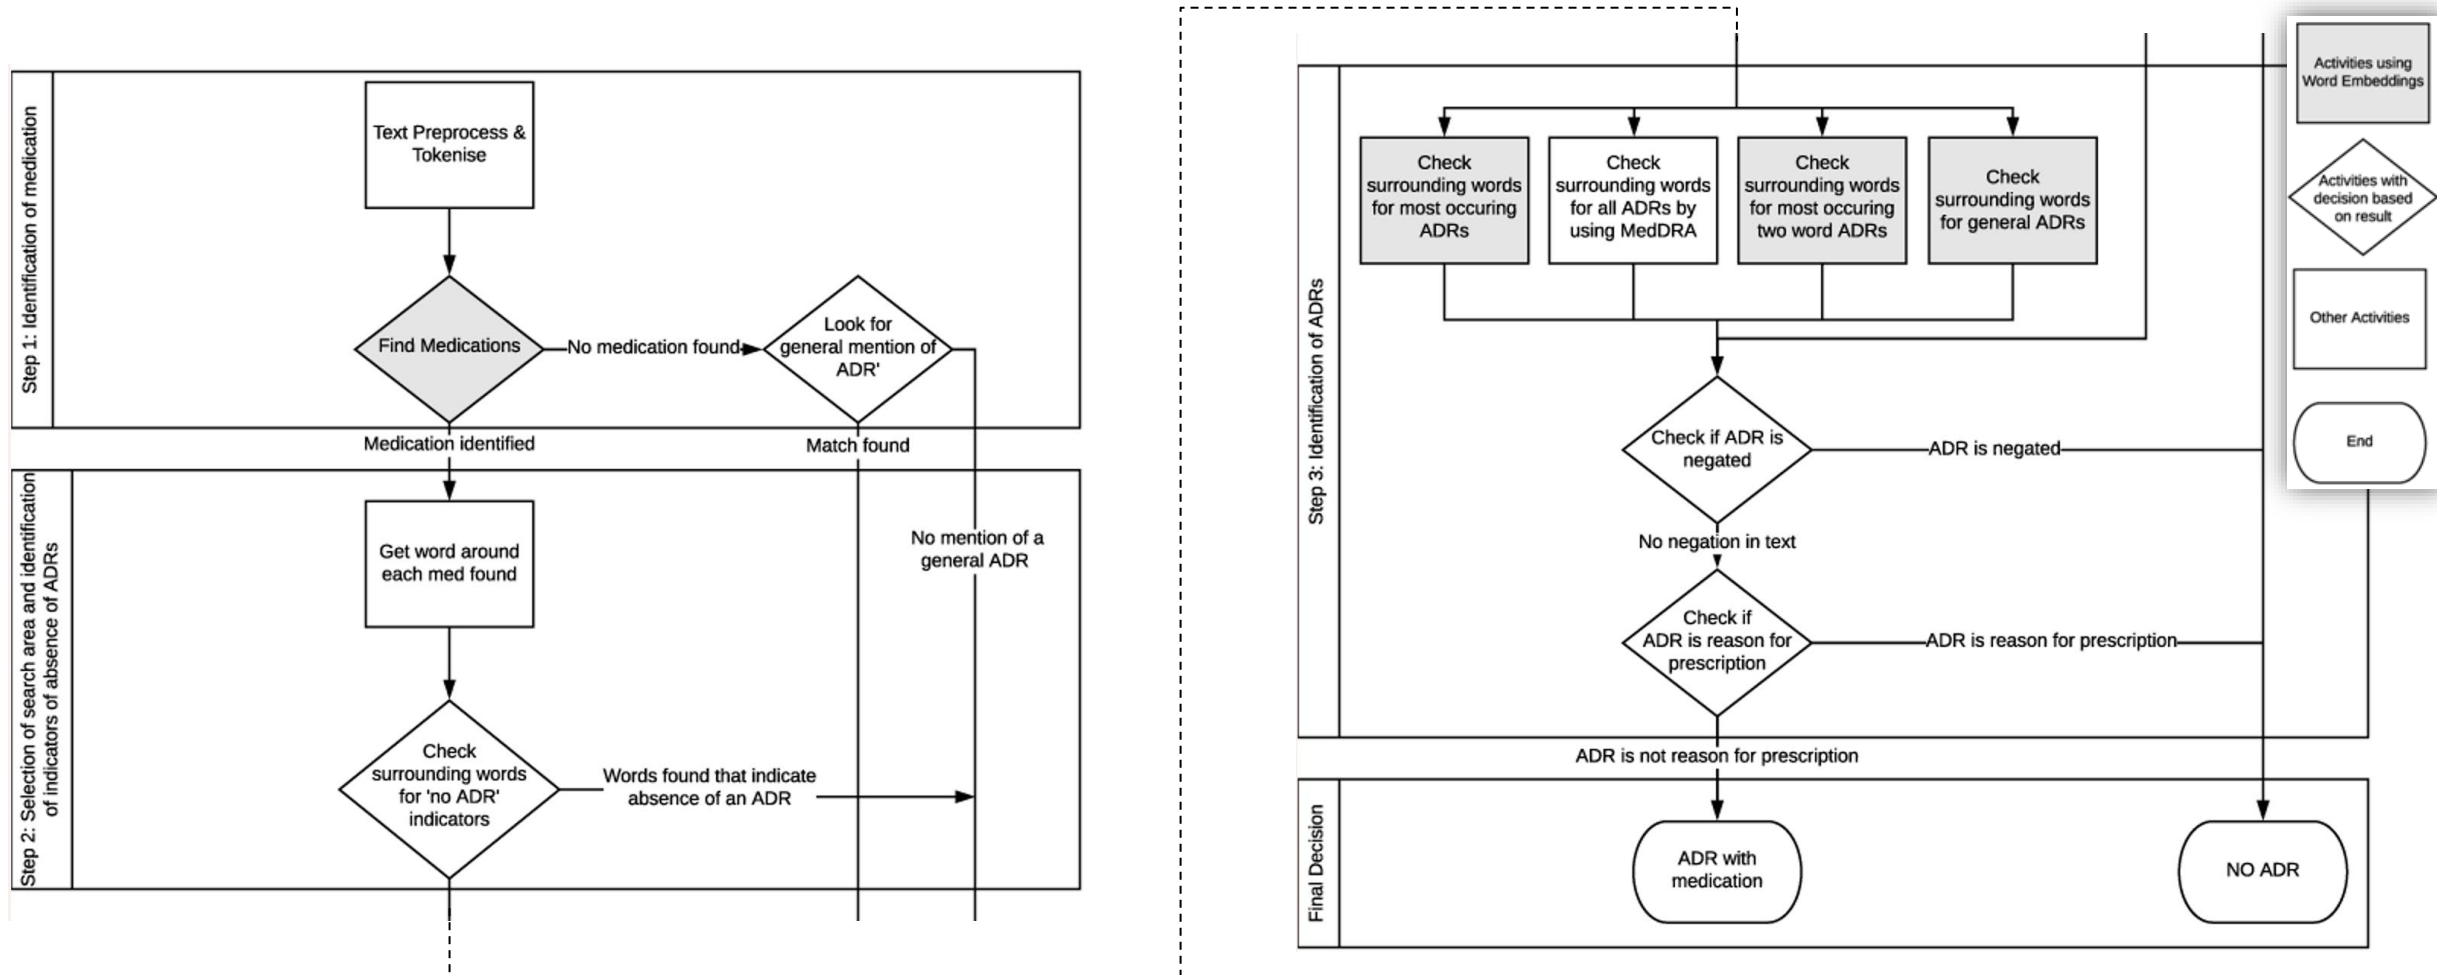 Step 1: Identification of medication
Text Preprocess &
Tokenise
Find Medications
No medication found
Look for
general mention of
ADR'
Medication identified
Match found
Step 2: Selection of search area and identification
of indicators of absence of ADRs
Get word around
each med found
No mention of a
general ADR
Check
surrounding words
for 'no ADR'
indicators
Words found that indicate
absence of an ADR
Step 3: Identification of ADRs
Check
surrounding words
for most occuring
ADRs
Check
surrounding words
for all ADRs by
using MedDRA
Check
surrounding words
for most occuring
two word ADRs
Check
surrounding words
for general ADRs
Check if ADR is
negated
ADR is negated
No negation in text
Check if
ADR is reason for
prescription
ADR is reason for prescription
ADR is not reason for prescription
Final Decision
ADR with
medication
NO ADR
Activities using
Word Embeddings
Activities with
decision based
on result
Other Activities
End